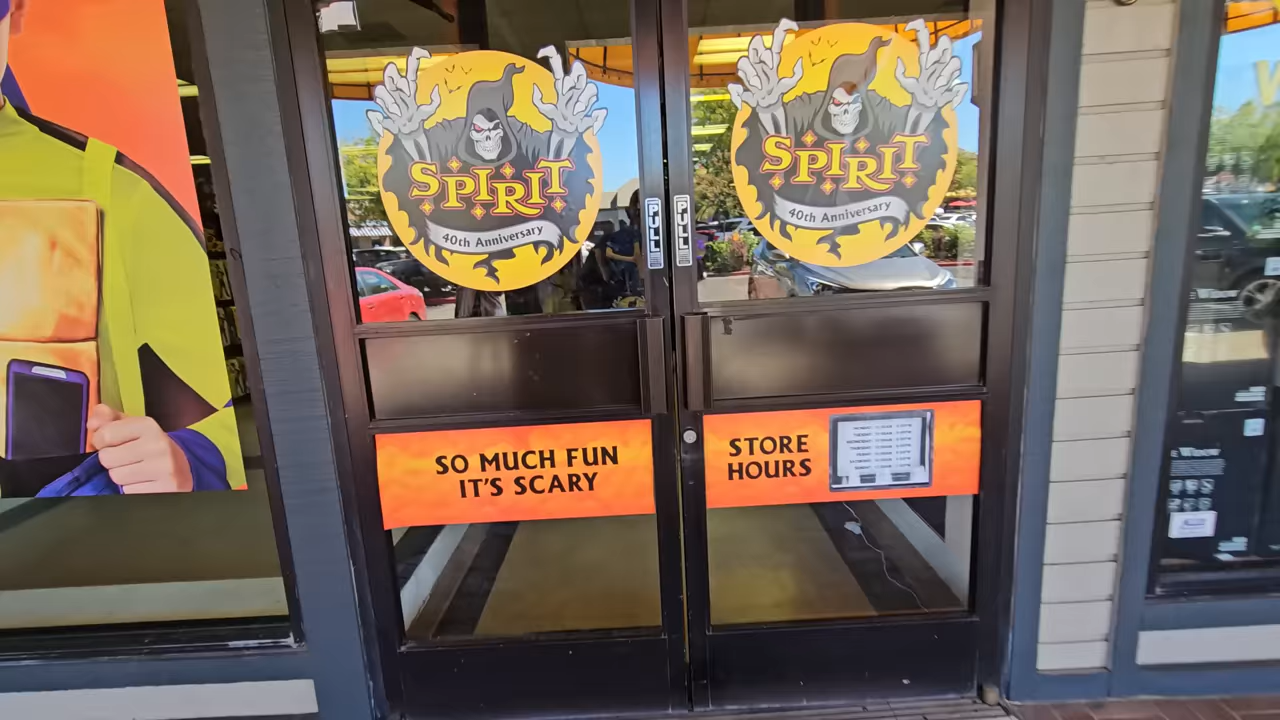 SPIRIT
40th Anniversary
SPIRIT
40th Anniversary
PULL
PULL
SO MUCH FUN
IT'S SCARY
STORE
HOURS